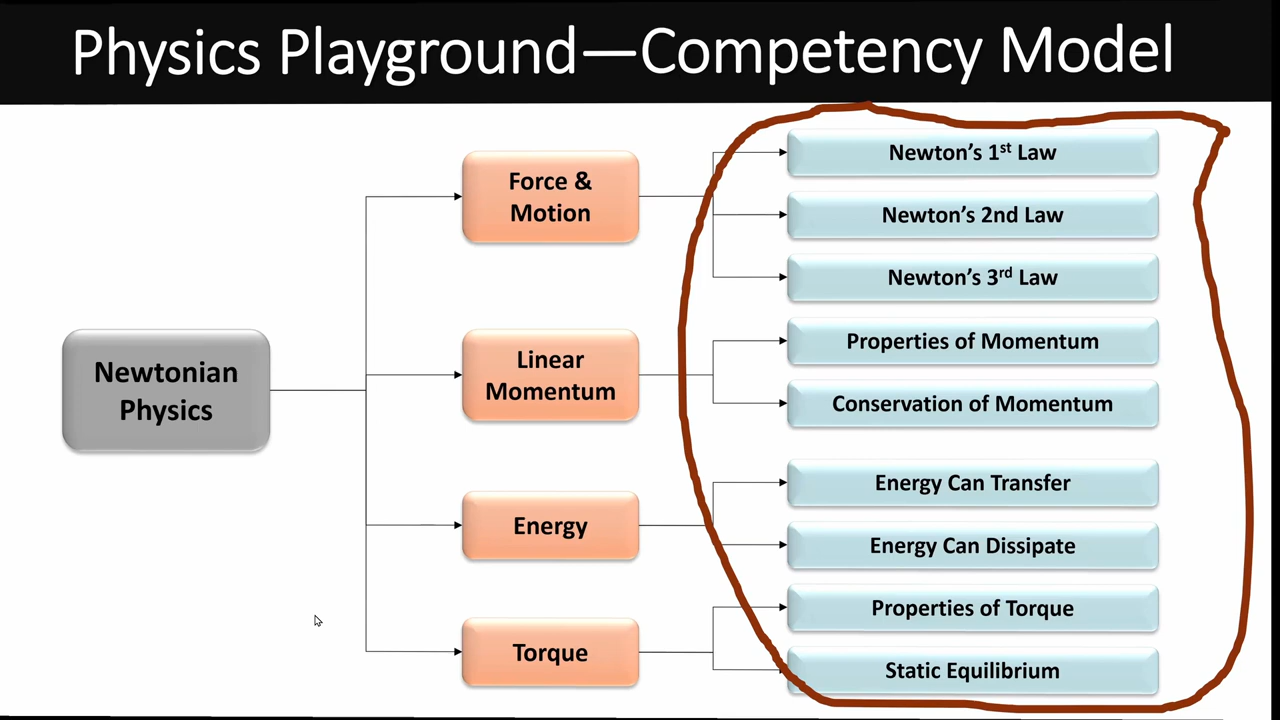 Physics Playground—Competency Model
Newtonian
Physics
Force &
Motion
Newton's 1st Law
Newton's 2nd Law
Newton's 3rd Law
Linear
Momentum
Properties of Momentum
Conservation of Momentum
Energy
Energy Can Transfer
Energy Can Dissipate
Torque
Properties of Torque
Static Equilibrium